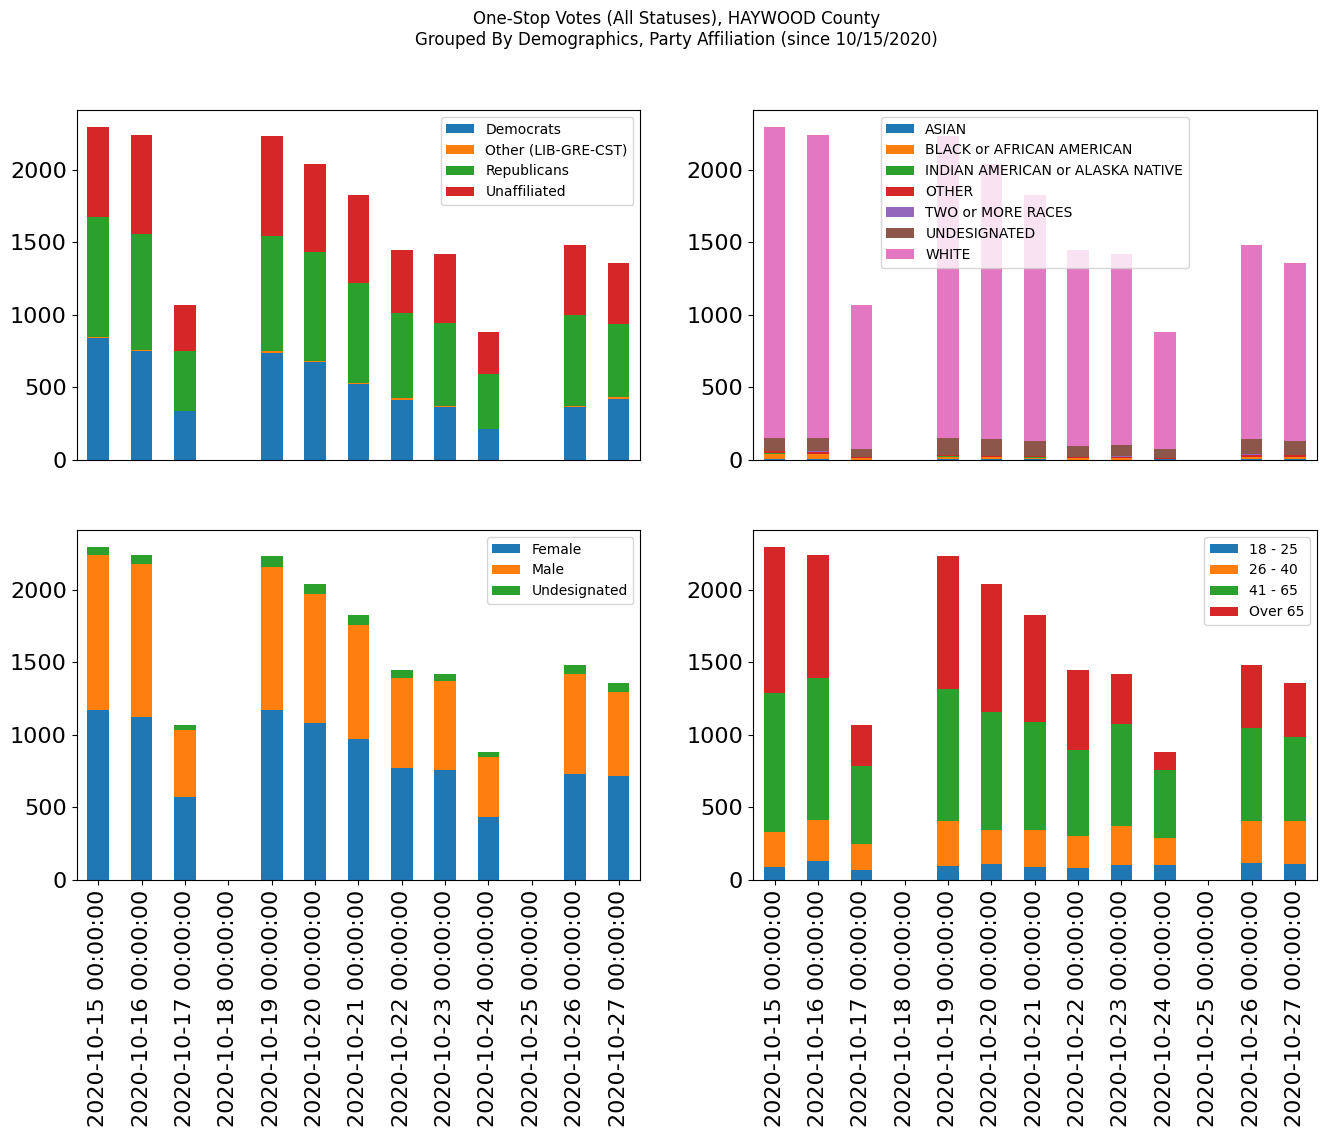 One-Stop Votes (All Statuses), HAYWOOD County
Grouped By Demographics, Party Affiliation (since 10/15/2020)
2000
1500
1000
500
0
Democrats
Other (LIB-GRE-CST)
Republicans
Unaffiliated
2000
1500
1000
500
0
ASIAN
BLACK or AFRICAN AMERICAN
INDIAN AMERICAN or ALASKA NATIVE
OTHER
TWO or MORE RACES
UNDESIGNATED
WHITE
2000
1500
1000
500
0
Female
Male
Undesignated
2020-10-15 00:00:00
2020-10-16 00:00:00
2020-10-17 00:00:00
2020-10-18 00:00:00
2020-10-19 00:00:00
2020-10-20 00:00:00
2020-10-21 00:00:00
2020-10-22 00:00:00
2020-10-23 00:00:00
2020-10-24 00:00:00
2020-10-25 00:00:00
2020-10-26 00:00:00
2020-10-27 00:00:00
2000
1500
1000
500
0
18 - 25
26 - 40
41 - 65
Over 65
2020-10-15 00:00:00
2020-10-16 00:00:00
2020-10-17 00:00:00
2020-10-18 00:00:00
2020-10-19 00:00:00
2020-10-20 00:00:00
2020-10-21 00:00:00
2020-10-22 00:00:00
2020-10-23 00:00:00
2020-10-24 00:00:00
2020-10-25 00:00:00
2020-10-26 00:00:00
2020-10-27 00:00:00